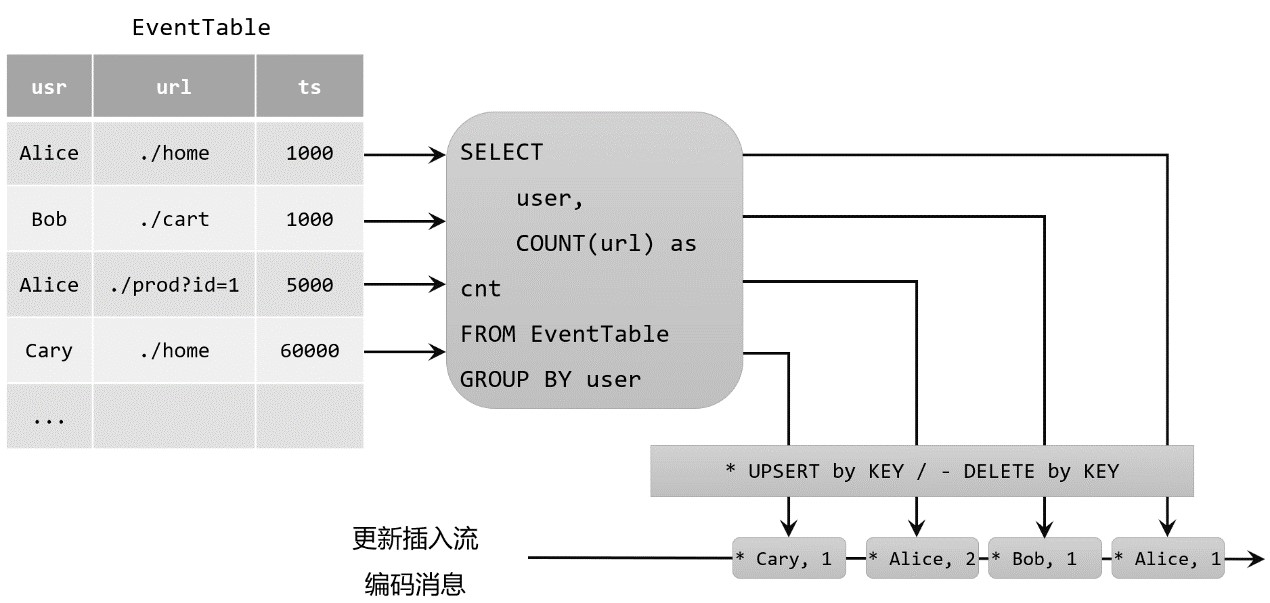 EventTable
usr url ts
Alice ./home 1000
Bob ./cart 1000
Alice ./prod?id=1 5000
Cary ./home 60000
...
SELECT
user,
COUNT(url) as
cnt
FROM EventTable
GROUP BY user
* UPSERT by KEY / - DELETE by KEY
更新插入流
编码消息
* Cary, 1 * Alice, 2 * Bob, 1 * Alice, 1